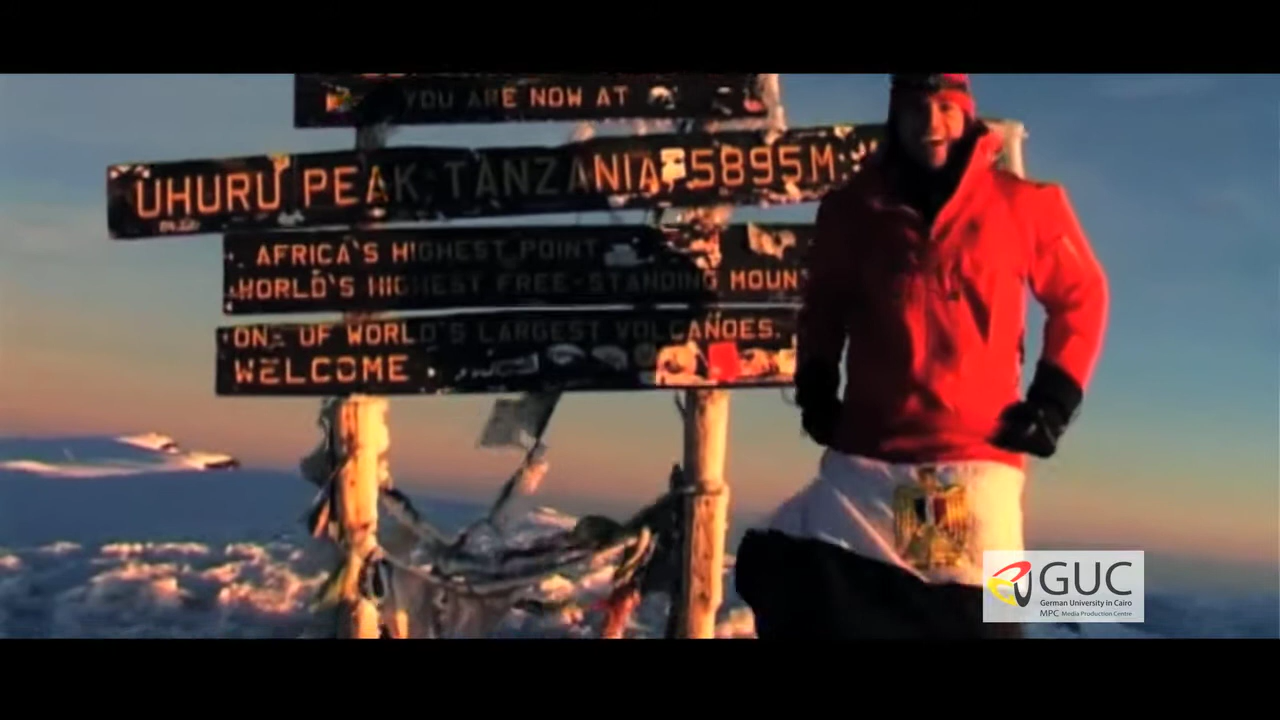 YOU ARE NOW AT
UHURU PEAK, TANZANIA, 5895M.
AFRICA'S HIGHEST POINT
WORLD'S HIGHEST FREE-STANDING MOUN
ON- OF WORLD'S LARGEST VOLCANOES.
WELCOME
GUC
German University in Cairo
MPC Media Production Centre